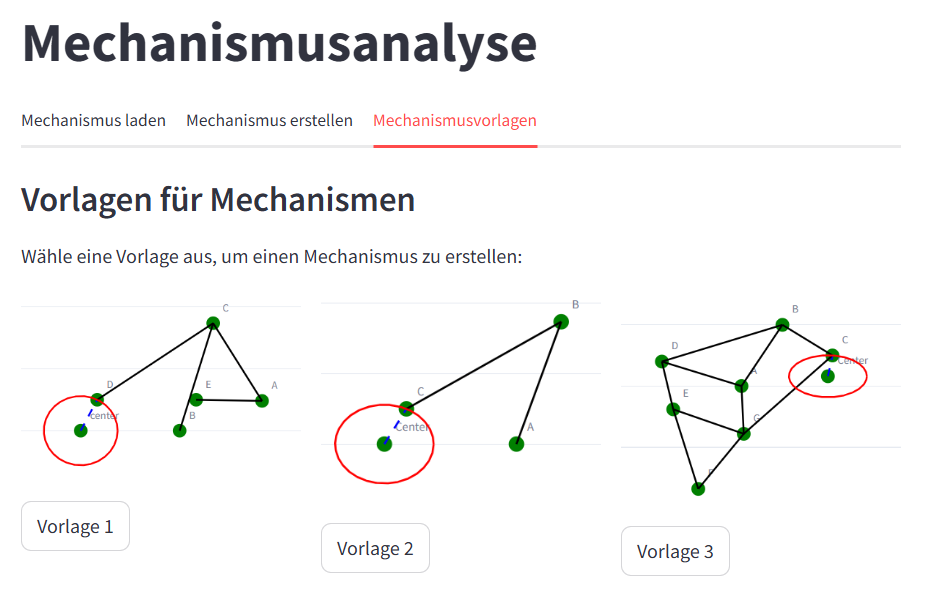 Mechanismusanalyse
Mechanismus laden
Mechanismus erstellen
Mechanismusvorlagen
Vorlagen für Mechanismen
Wähle eine Vorlage aus, um einen Mechanismus zu erstellen:
C
D
E
A
center
B
Vorlage 1
B
C
Center
A
Vorlage 2
B
C
D
Center
A
E
G
F
Vorlage 3